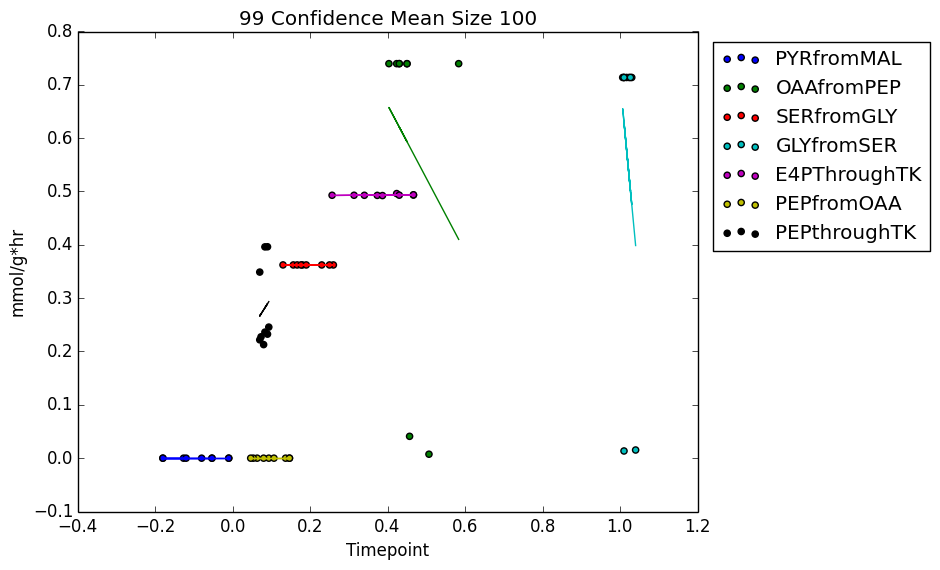 99 Confidence Mean Size 100
0.8
0.7
0.6
0.5
0.4
0.3
0.2
0.1
0.0
−0.1
mmol/g*hr
−0.4
−0.2
0.0
0.2
0.4
0.6
0.8
1.0
1.2
Timepoint
PYRfromMAL
OAAfromPEP
SERfromGLY
GLYfromSER
E4PThroughTK
PEPfromOAA
PEPthroughTK